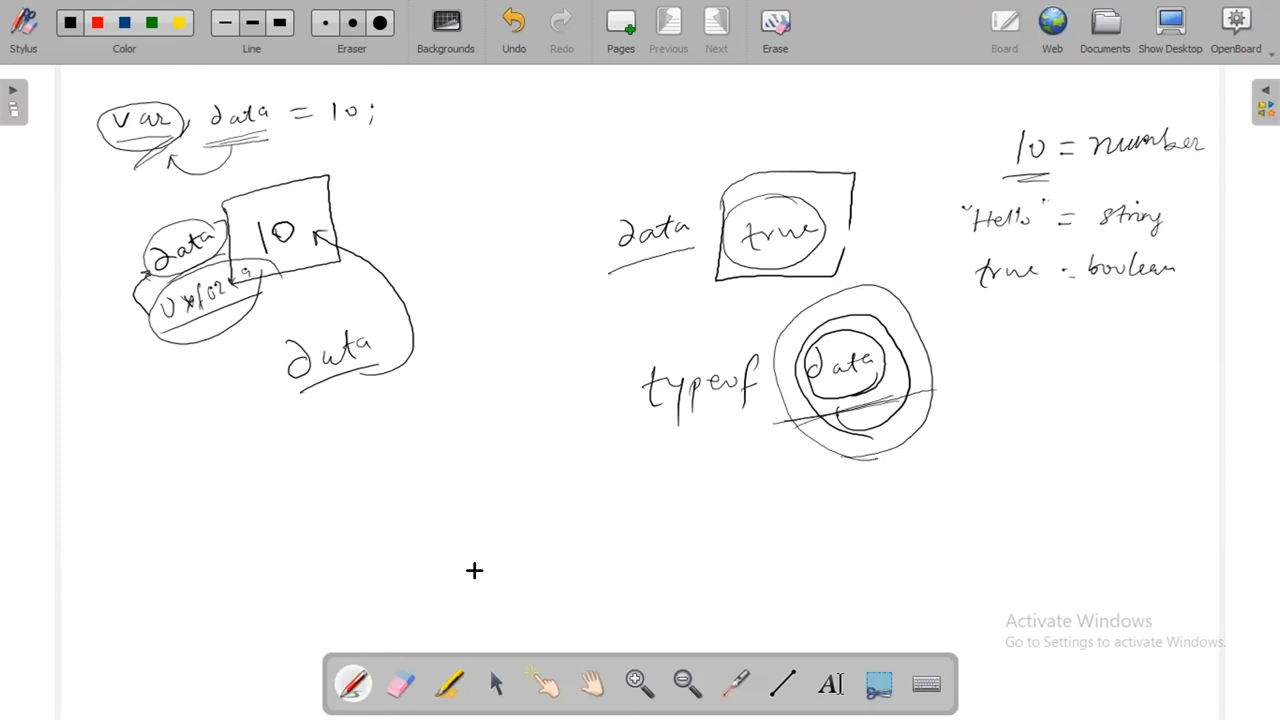 Stylus
Color
Line
Eraser
Backgrounds
Undo
Redo
Pages
Previous
Next
Erase
Board
Web
Documents
Show Desktop
OpenBoard
var data = 10;
data
10
data
data
true
typeof data
10 = number
"Hello" = string
true = boolean
Activate Windows
Go to Settings to activate Windows.